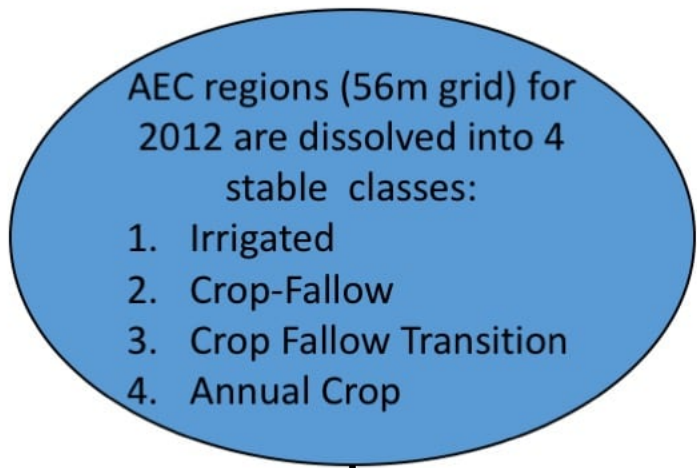 AEC regions (56m grid) for
2012 are dissolved into 4
stable classes:
1. Irrigated
2. Crop-Fallow
3. Crop Fallow Transition
4. Annual Crop